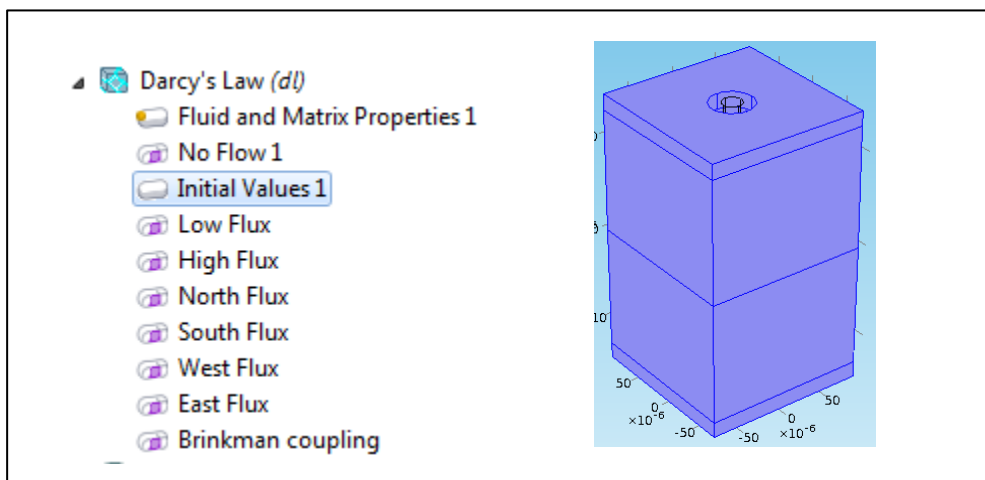 Darcy's Law (dl)
Fluid and Matrix Properties 1
No Flow 1
Initial Values 1
Low Flux
High Flux
North Flux
South Flux
West Flux
East Flux
Brinkman coupling
10
50
0
×10⁻⁶
-50
-50
0
×10⁻⁶
50